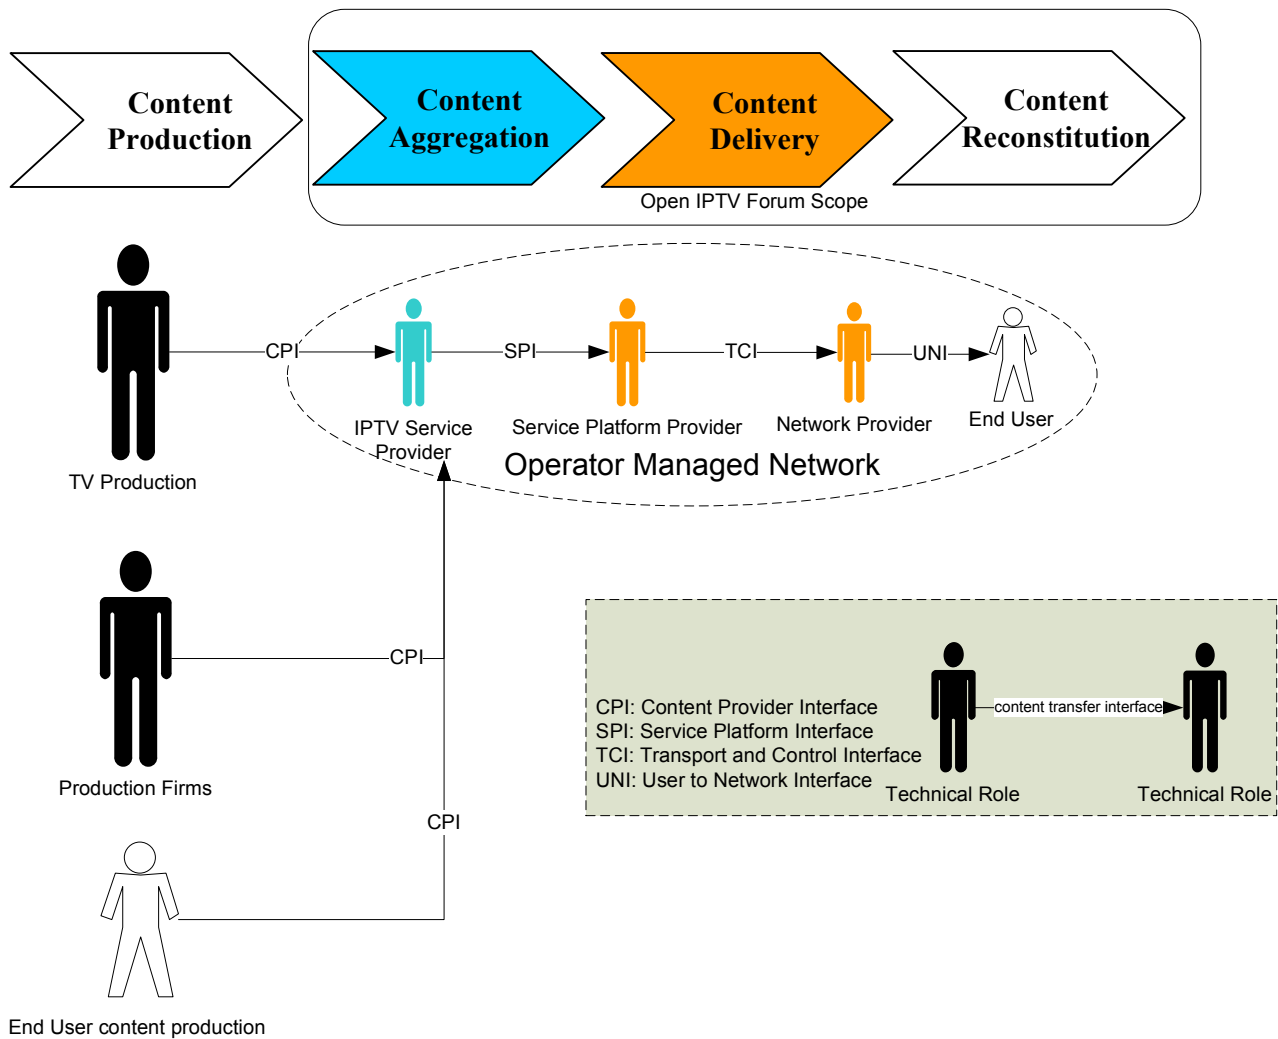 Content
Production
Content
Aggregation
Content
Delivery
Content
Reconstitution
Open IPTV Forum Scope
CPI
SPI
TCI
UNI
TV Production
IPTV Service
Provider
Service Platform Provider
Network Provider
End User
Operator Managed Network
CPI
Production Firms
CPI
End User content production
CPI: Content Provider Interface
SPI: Service Platform Interface
TCI: Transport and Control Interface
UNI: User to Network Interface
content transfer interface
Technical Role
Technical Role